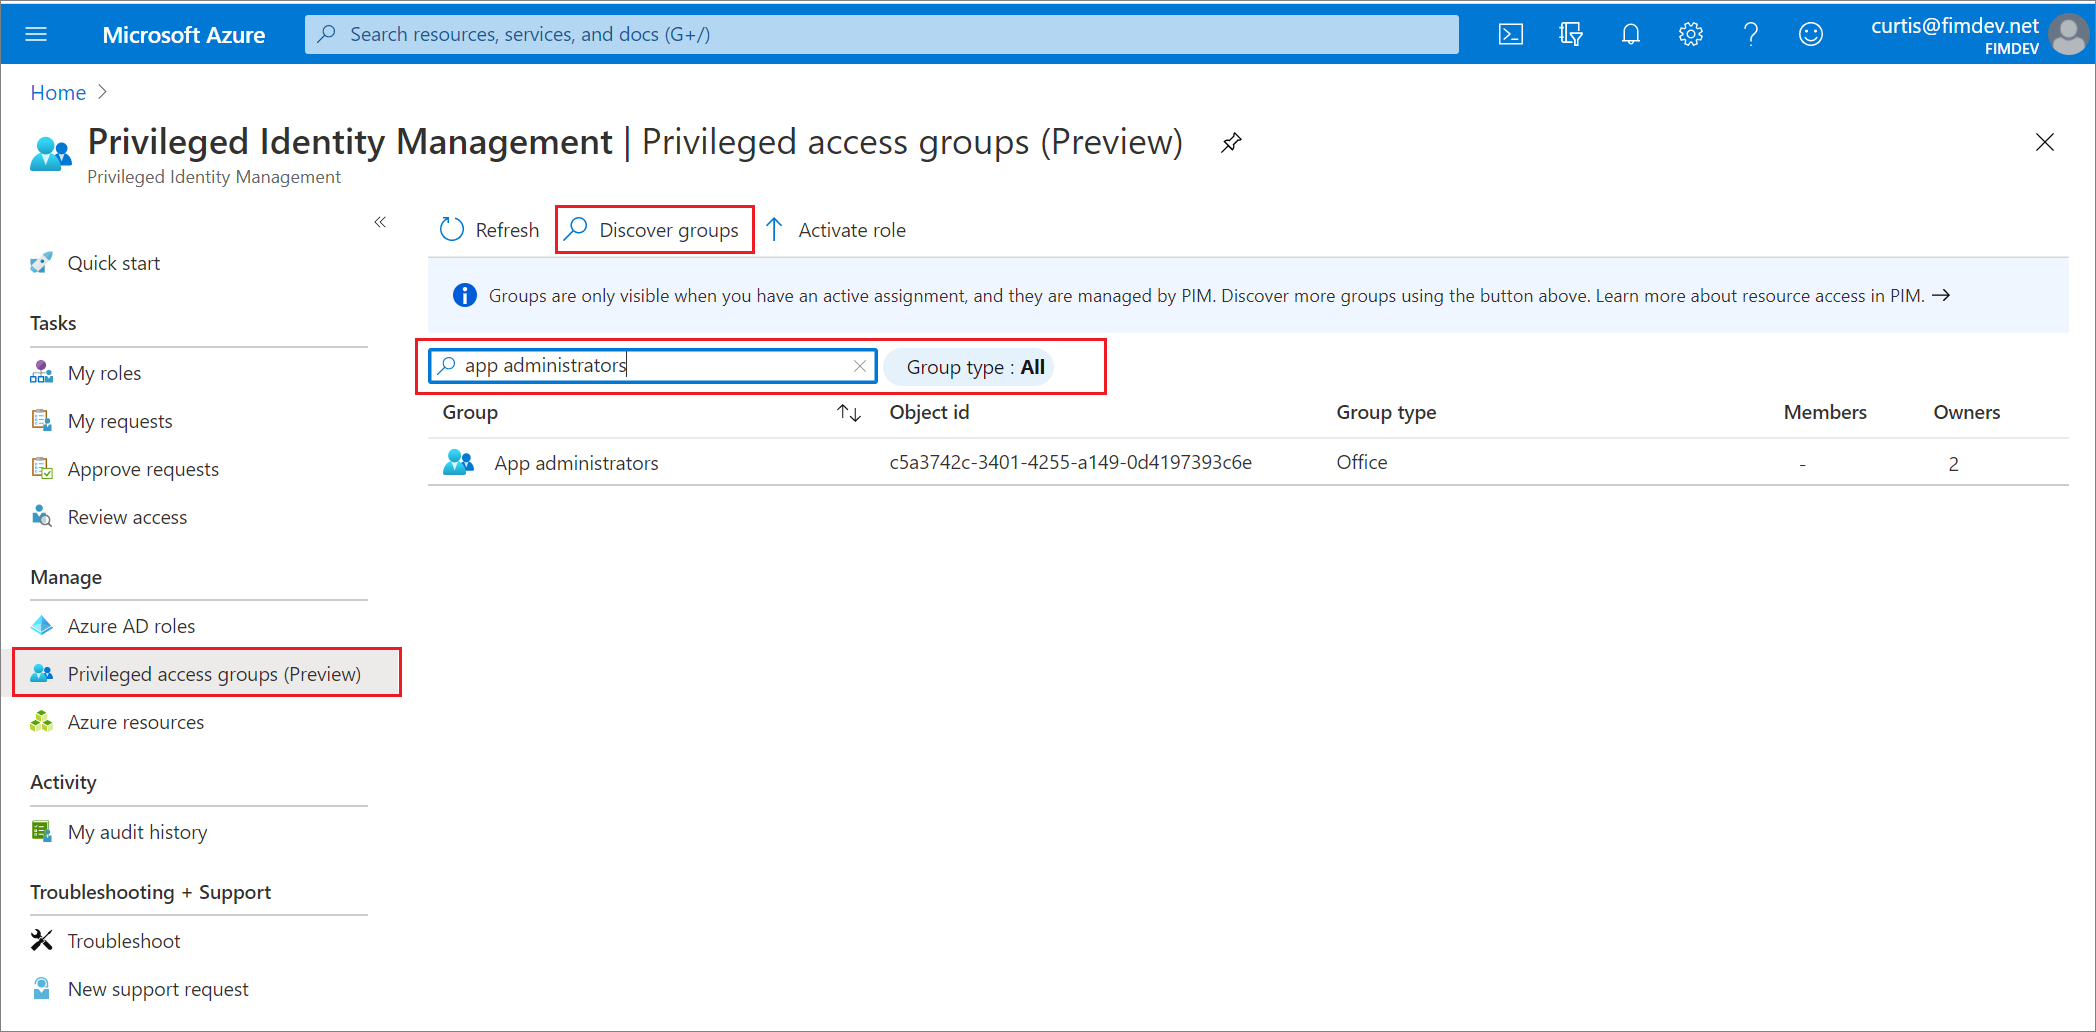 Microsoft Azure
Search resources, services, and docs (G+/)
curtis@fimdev.net
FIMDEV
Home
Privileged Identity Management | Privileged access groups (Preview)
Privileged Identity Management
Refresh
Discover groups
Activate role
Groups are only visible when you have an active assignment, and they are managed by PIM. Discover more groups using the button above. Learn more about resource access in PIM. →
app administrators
Group type : All
Group
Object id
Group type
Members
Owners
App administrators
c5a3742c-3401-4255-a149-0d4197393c6e
Office
-
2
Quick start
Tasks
My roles
My requests
Approve requests
Review access
Manage
Azure AD roles
Privileged access groups (Preview)
Azure resources
Activity
My audit history
Troubleshooting + Support
Troubleshoot
New support request